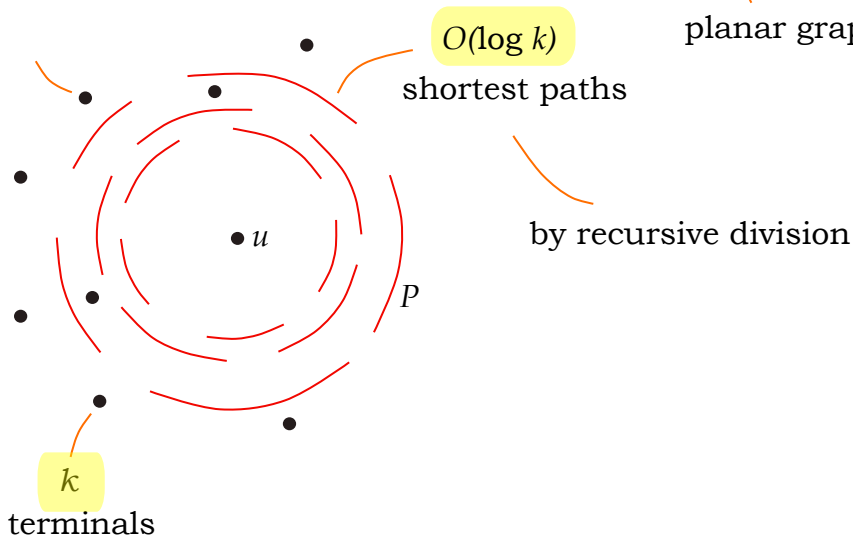 planar grap
O(log k)
shortest paths
by recursive division
u
P
k
terminals